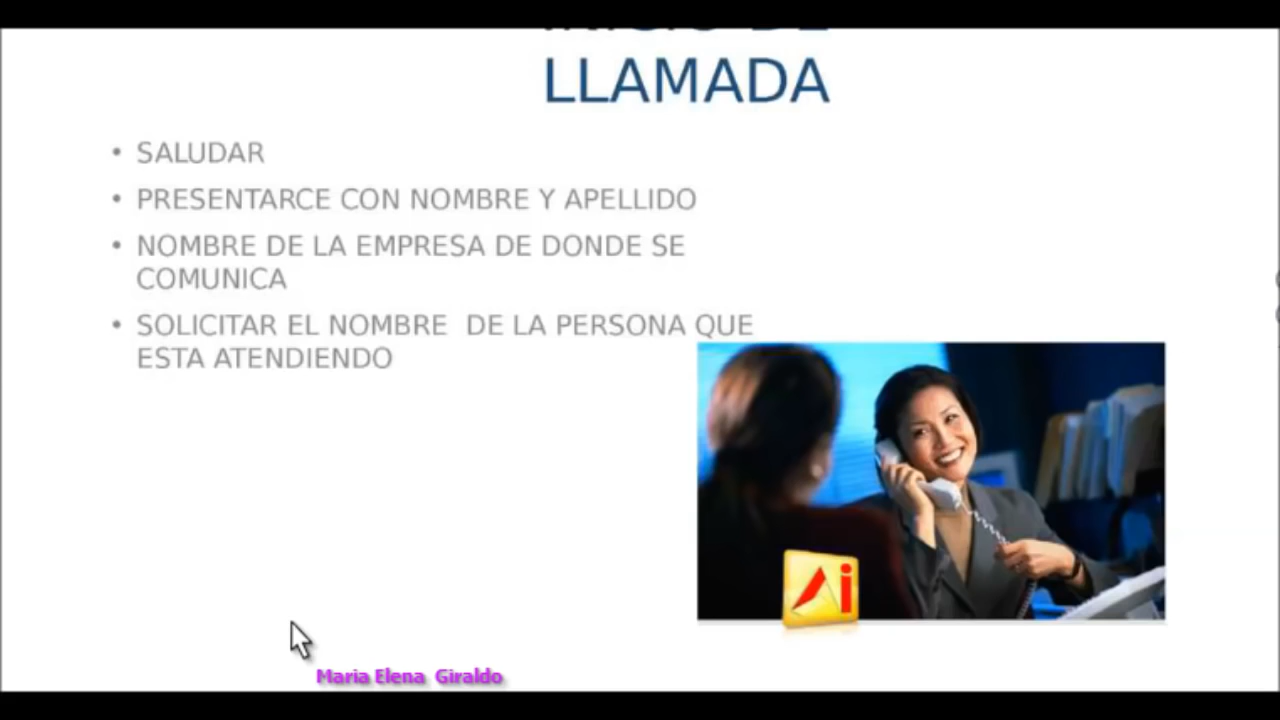 LLAMADA
• SALUDAR
• PRESENTARCE CON NOMBRE Y APELLIDO
• NOMBRE DE LA EMPRESA DE DONDE SE
COMUNICA
• SOLICITAR EL NOMBRE DE LA PERSONA QUE
ESTA ATENDIENDO
Ai
Maria Elena Giraldo